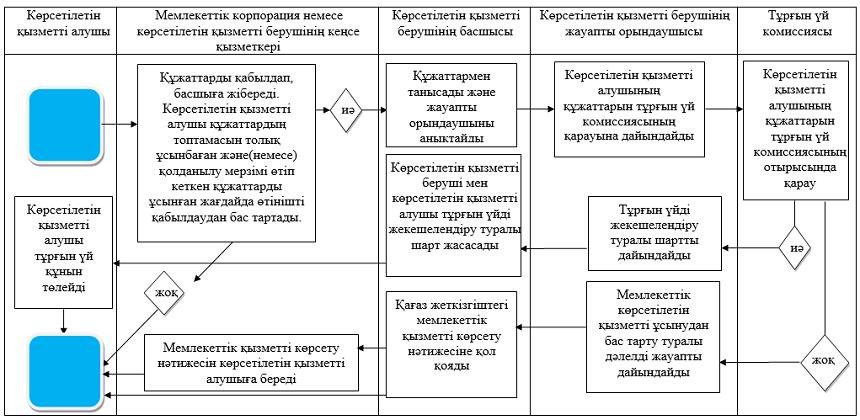 Көрсетілетін
қызметті алушы
Мемлекеттік корпорация немесе
көрсетілетін қызметті берушінің кеңсе
қызметкері
Көрсетілетін қызметті
берушінің басшысы
Көрсетілетін қызметті берушінің
жауапты орындаушысы
Тұрғын үй
комиссиясы
Құжаттарды қабылдап,
басшыға жібереді.
Көрсетілетін қызметті
алушы құжаттардың
топтамасын толық
ұсынбаған және(немесе)
қолданылу мерзімі өтіп
кеткен құжаттарды
ұсынған жағдайда өтінішті
қабылдаудан бас тартады.
иә
Құжаттармен
танысады және
жауапты
орындаушыны
анықтайды
Көрсетілетін қызметті
алушының
құжаттарын тұрғын үй
комиссиясының
қарауына дайындайды
Көрсетілетін
қызметті
алушының
құжаттарын
тұрғын үй
комиссиясының
отырысында
қарау
Көрсетілетін
қызметті
алушы
тұрғын үй
құнын
төлейді
Көрсетілетін қызметті
беруші мен
көрсетілетін қызметті
алушы тұрғын үйді
жекешелендіру туралы
шарт жасасады
Тұрғын үйді
жекешелендіру
туралы шартты
дайындайды
иә
жоқ
Қағаз жеткізгіштегі
мемлекеттік
қызметті көрсету
нәтижесіне қол
қояды
Мемлекеттік
көрсетілетін
қызметті ұсынудан
бас тарту туралы
дәлелді жауапты
дайындайды
жоқ
Мемлекеттік қызметті көрсету
нәтижесін көрсетілетін қызметті
алушыға береді